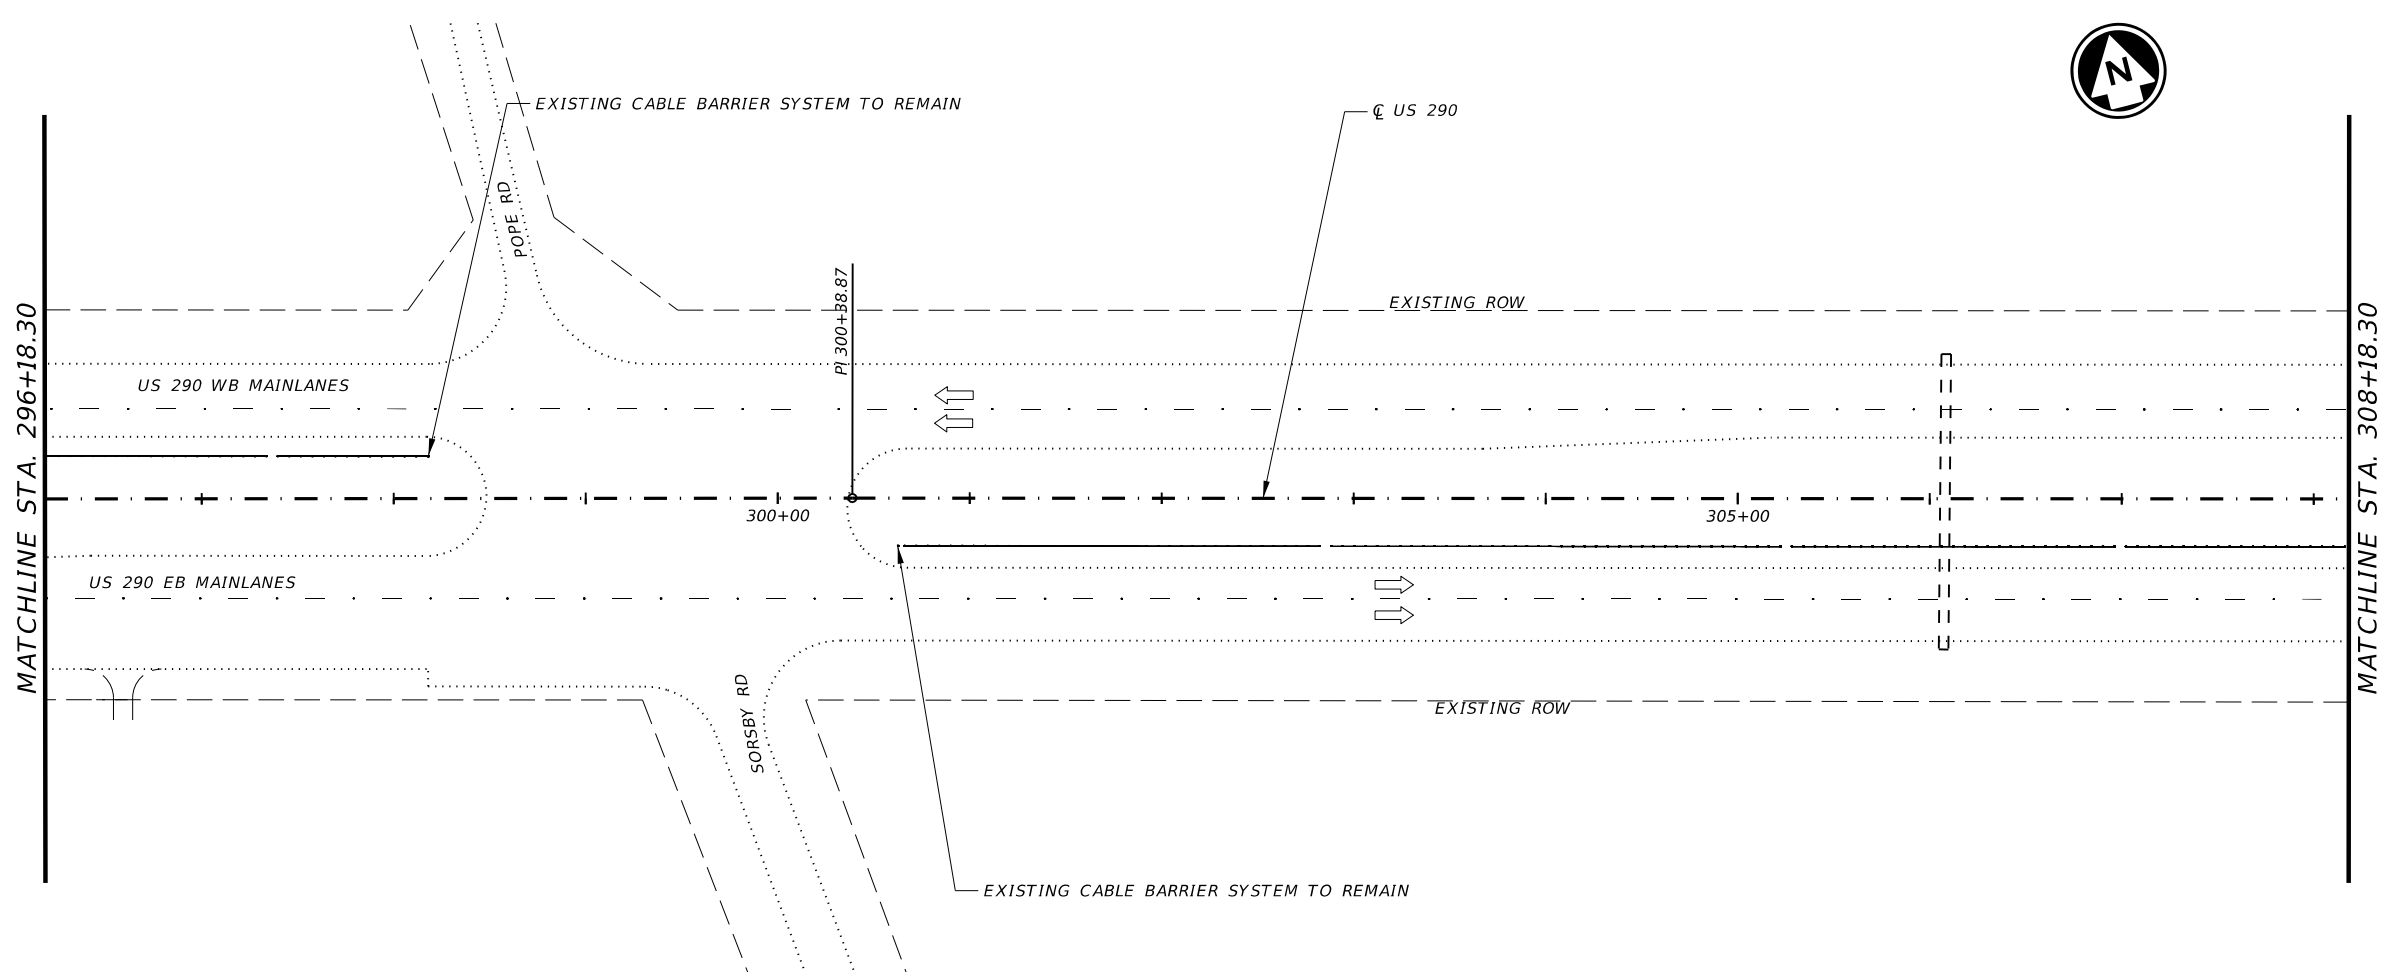 N
EXISTING CABLE BARRIER SYSTEM TO REMAIN
℄ US 290
POPE RD
PI 300+38.87
EXISTING ROW
MATCHLINE STA. 296+18.30
MATCHLINE STA. 308+18.30
US 290 WB MAINLANES
300+00
305+00
US 290 EB MAINLANES
SORSBY RD
EXISTING ROW
EXISTING CABLE BARRIER SYSTEM TO REMAIN